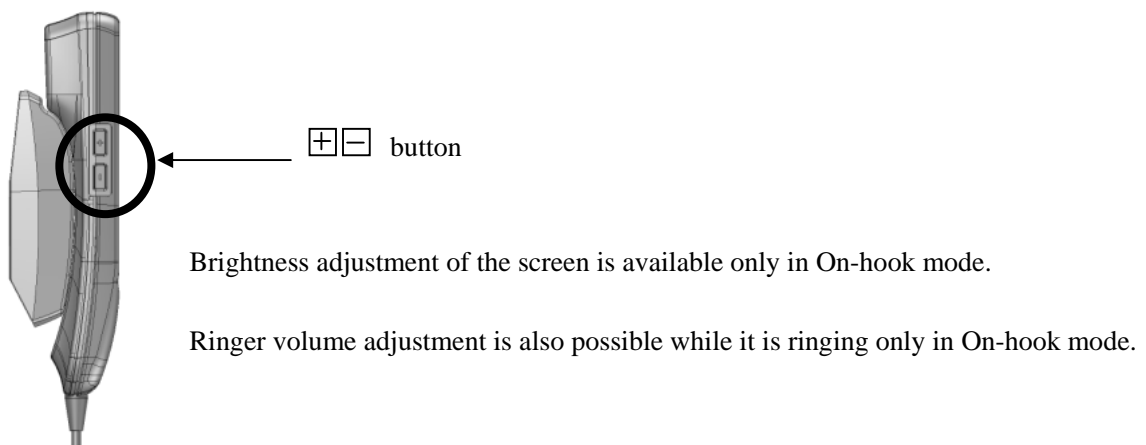 ⊞⊟ button
Brightness adjustment of the screen is available only in On-hook mode.
Ringer volume adjustment is also possible while it is ringing only in On-hook mode.